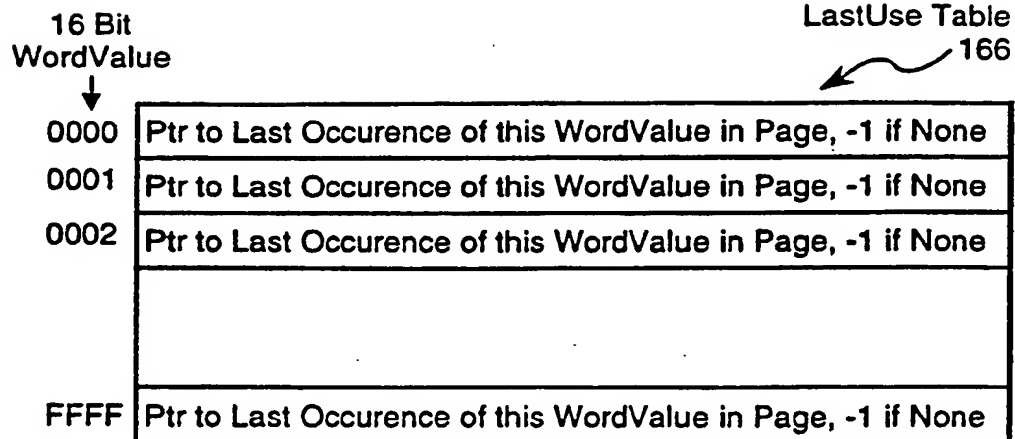 16 Bit
WordValue
LastUse Table
166
0000 Ptr to Last Occurence of this WordValue in Page, -1 if None
0001 Ptr to Last Occurence of this WordValue in Page, -1 if None
0002 Ptr to Last Occurence of this WordValue in Page, -1 if None
FFFF Ptr to Last Occurence of this WordValue in Page, -1 if None